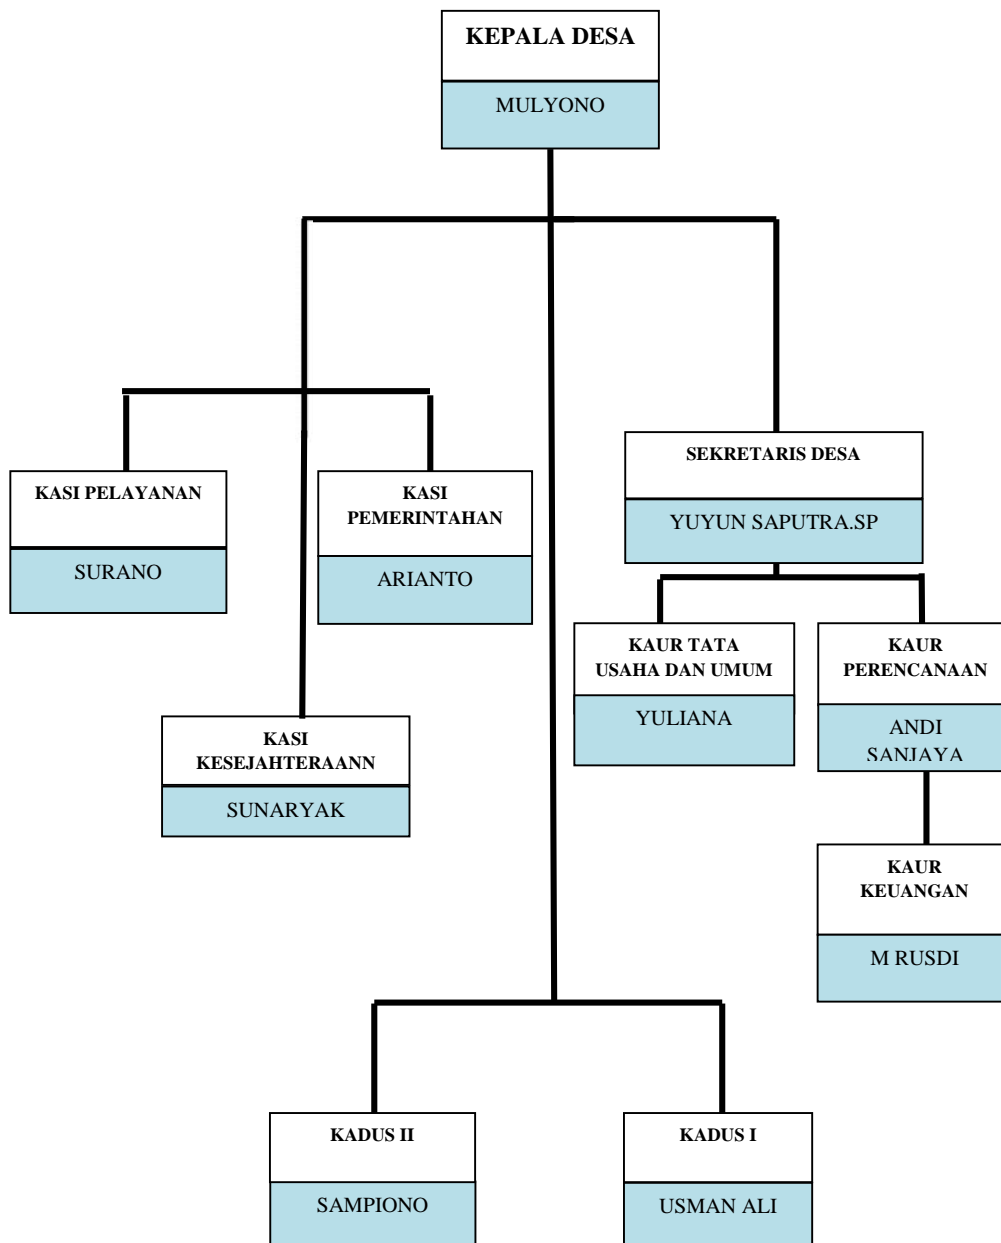 KEPALA DESA
MULYONO
SEKRETARIS DESA
YUYUN SAPUTRA.SP
KASI PELAYANAN
SURANO
KASI
PEMERINTAHAN
ARIANTO
KAUR TATA
USAHA DAN UMUM
YULIANA
KAUR
PERENCANAAN
ANDI
SANJAYA
KASI
KESEJAHTERAANN
SUNARYAK
KAUR
KEUANGAN
M RUSDI
KADUS II
SAMPIONO
KADUS I
USMAN ALI